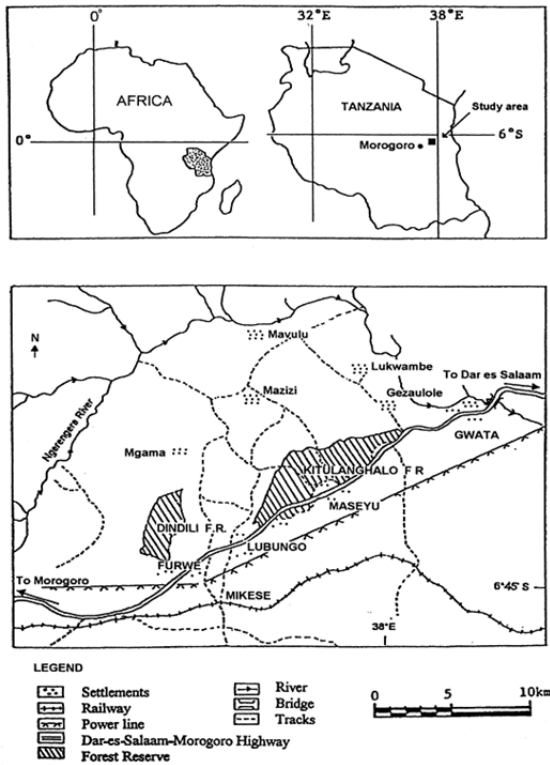 0°
32°E
38°E
AFRICA
TANZANIA
Study area
0°
6°S
Morogoro
N
Mavulu
Lukwambe
To Dar es Salaam
Mazizi
Gezaulole
Ngerengere River
GWATA
Mgama
KITULANGHALO F R
MASEYU
DINDILI F.R.
LUBUNGO
FURWE
To Morogoro
6°45' S
MIKESE
38°E
LEGEND
Settlements
River
Railway
Bridge
Power line
Tracks
Dar-es-Salaam-Morogoro Highway
Forest Reserve
0 5 10km